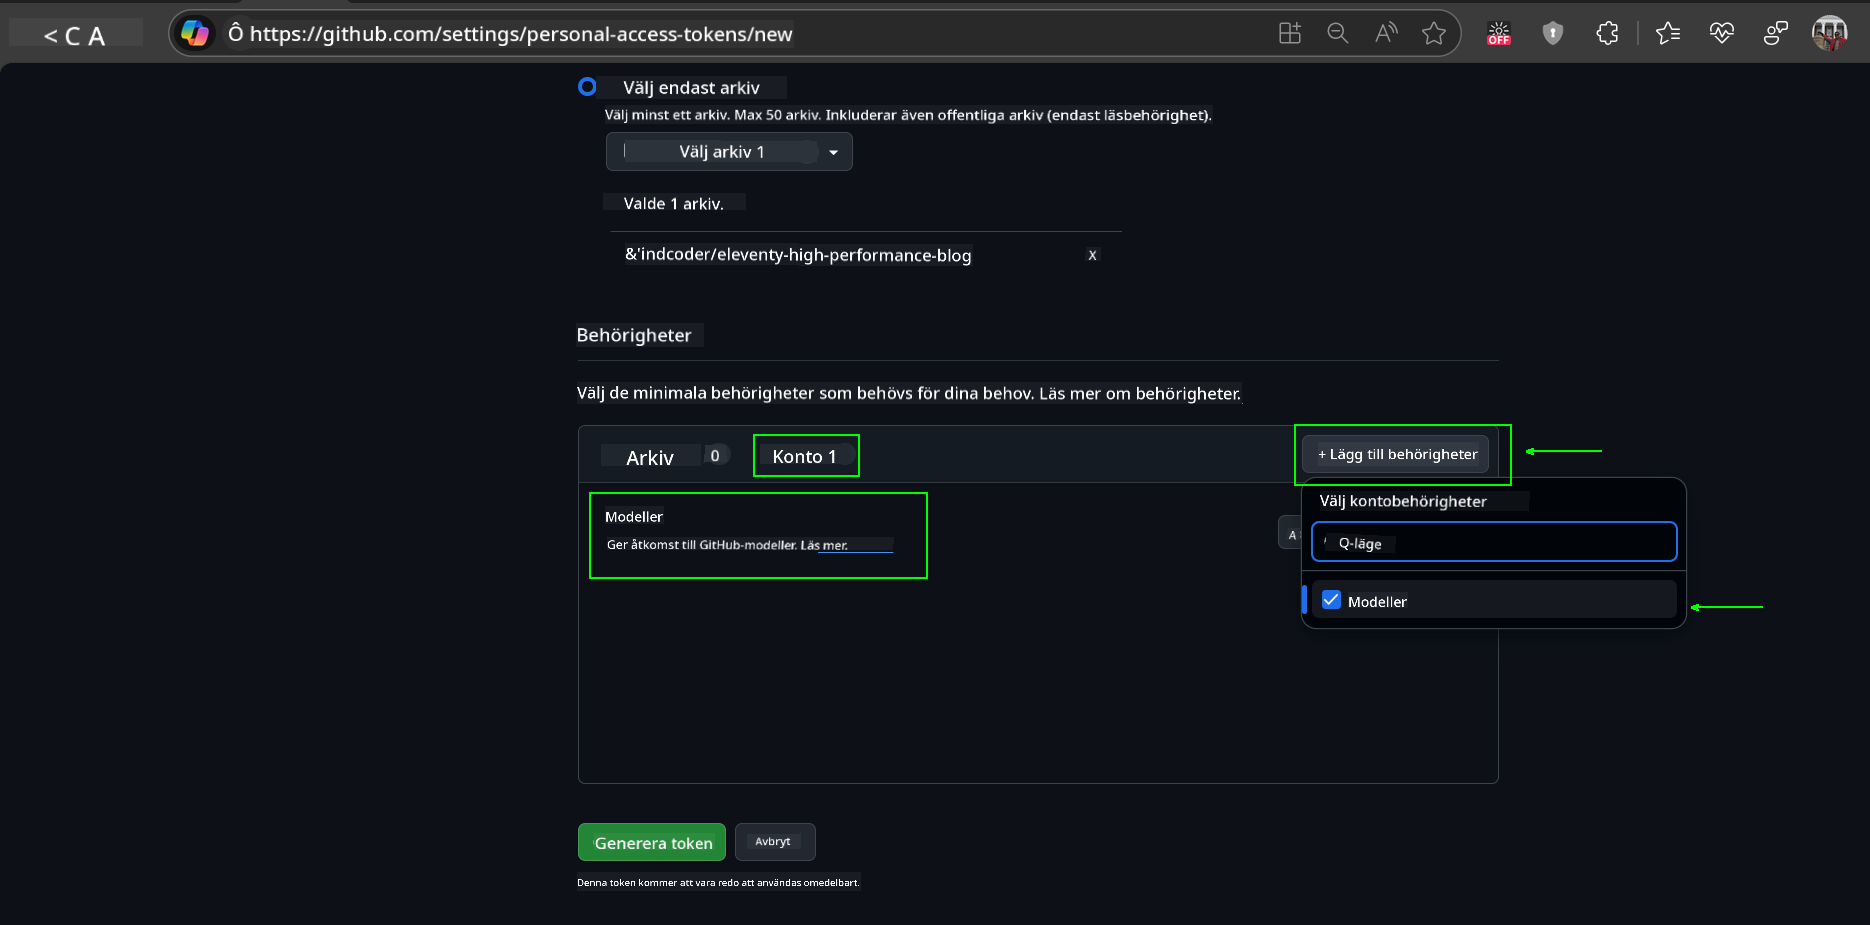 < C A
Ô https://github.com/settings/personal-access-tokens/new
OFF
Välj endast arkiv
Välj minst ett arkiv. Max 50 arkiv. Inkluderar även offentliga arkiv (endast läsbehörighet).
Välj arkiv 1
Valde 1 arkiv.
&'indcoder/eleventy-high-performance-blog
X
Behörigheter
Välj de minimala behörigheter som behövs för dina behov. Läs mer om behörigheter.
Arkiv 0 Konto 1
+ Lägg till behörigheter
Välj kontobehörigheter
Modeller
Ger åtkomst till GitHub-modeller. Läs mer.
A
Q-läge
Modeller
Generera token
Avbryt
Denna token kommer att vara redo att användas omedelbart.